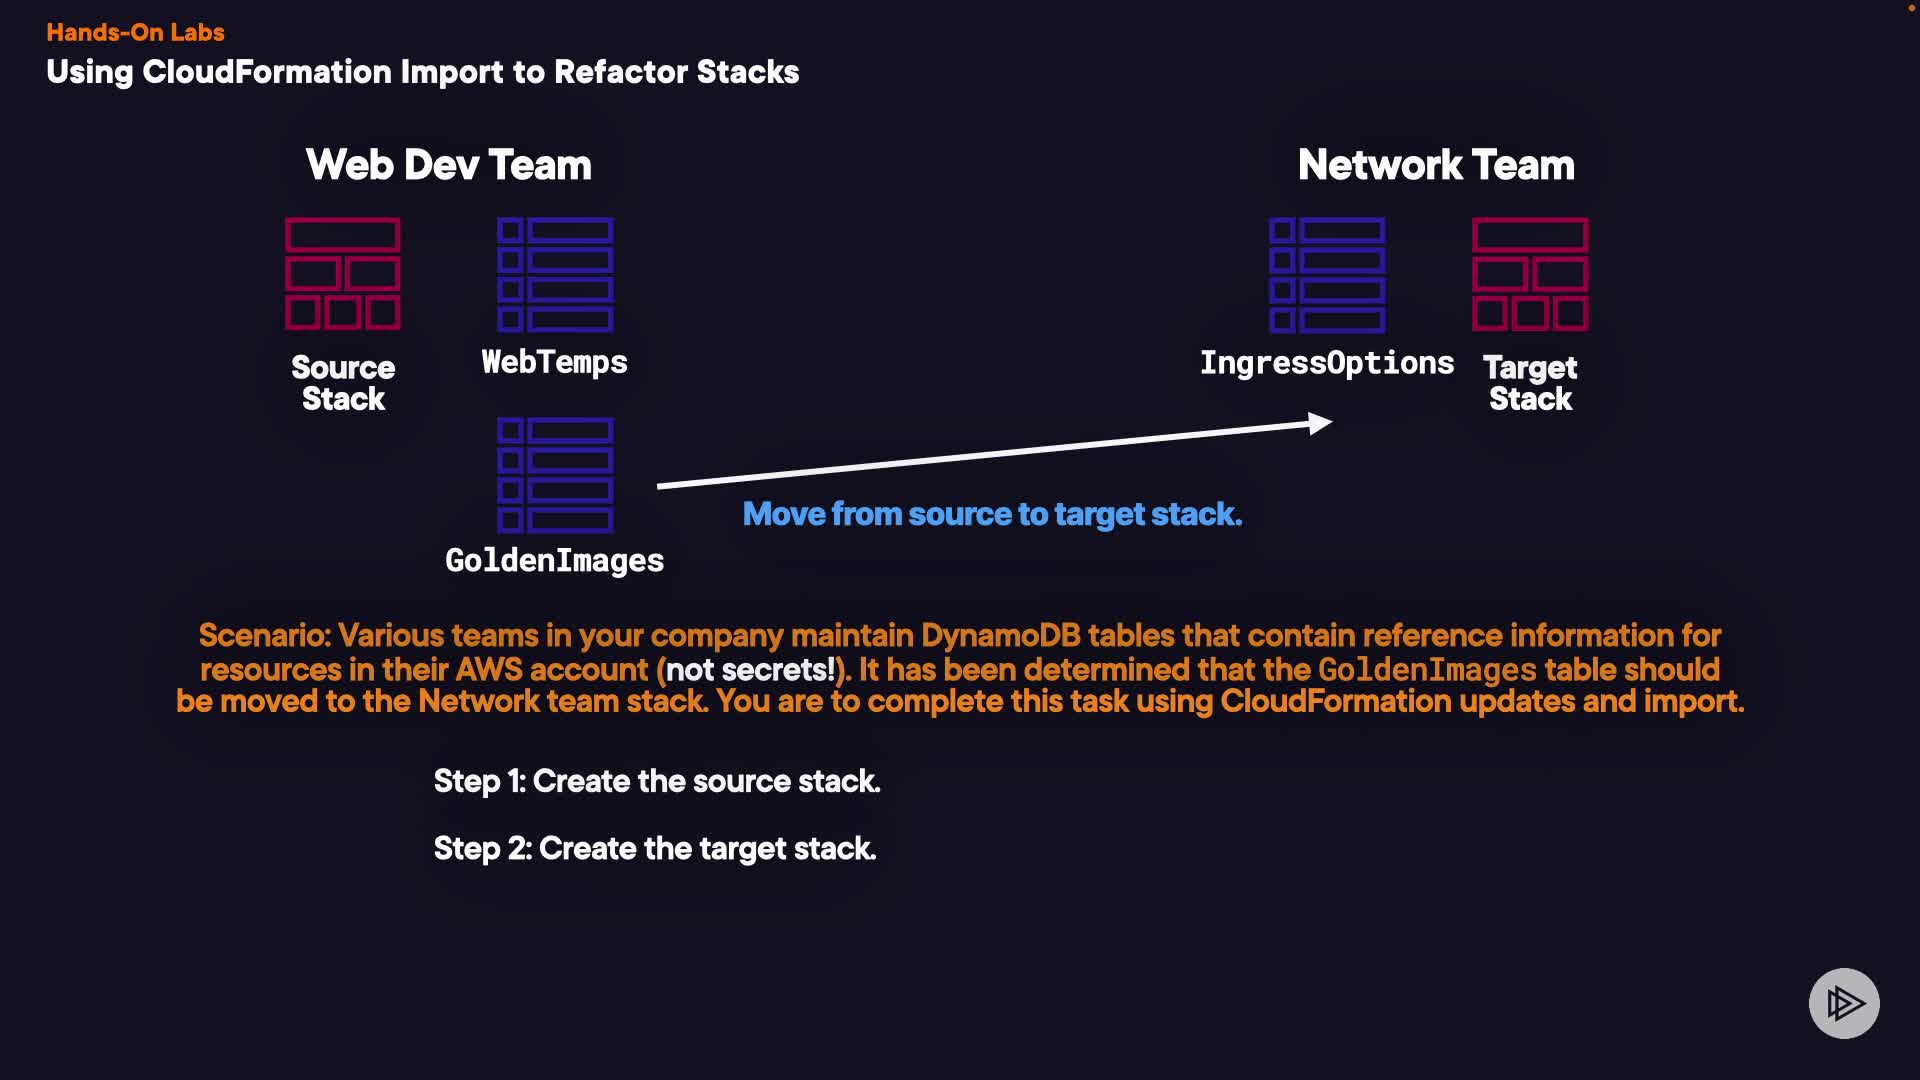 Hands-On Labs
Using CloudFormation Import to Refactor Stacks
Web Dev Team
Network Team
Source
Stack
WebTemps
IngressOptions
Target
Stack
Move from source to target stack.
GoldenImages
Scenario: Various teams in your company maintain DynamoDB tables that contain reference information for
resources in their AWS account (not secrets!). It has been determined that the GoldenImages table should
be moved to the Network team stack. You are to complete this task using CloudFormation updates and import.
Step 1: Create the source stack.
Step 2: Create the target stack.